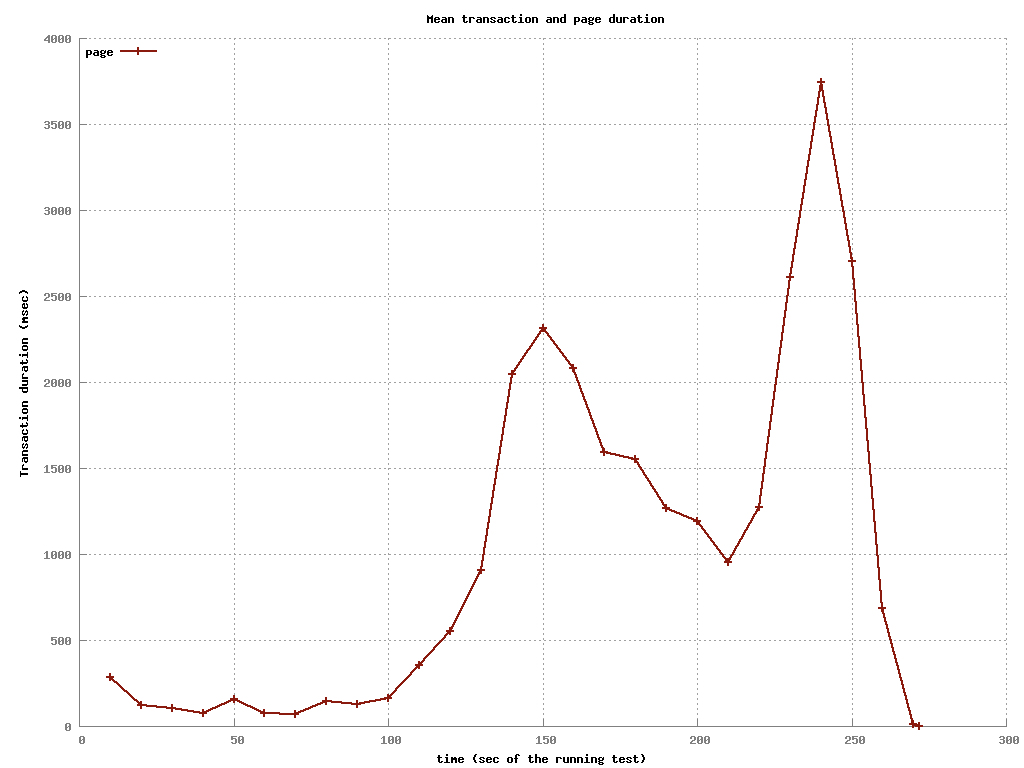 Mean transaction and page duration
page
4000
3500
3000
2500
2000
1500
1000
500
0
Transaction duration (msec)
0 50 100 150 200 250 300
time (sec of the running test)